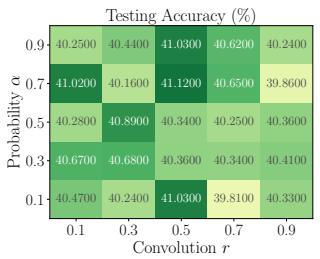 Testing Accuracy (%)
0.9 40.2500 40.4400 41.0300 40.6200 40.2400
0.7 41.0200 40.1600 41.1200 40.6500 39.8600
0.5 40.2800 40.8900 40.3400 40.2500 40.3600
0.3 40.6700 40.6800 40.3600 40.3400 40.4100
0.1 40.4700 40.2400 41.0300 39.8100 40.3300
Probability α
0.1 0.3 0.5 0.7 0.9
Convolution r